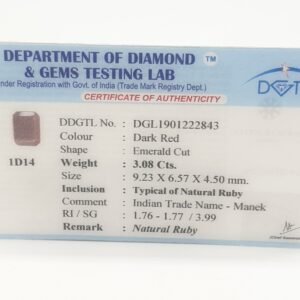 DEPARTMENT OF DIAMOND ™
& GEMS TESTING LAB
Under Registration with Govt. of India (Trade Mark Registry Dept.)
CERTIFICATE OF AUTHENTICITY
DDGTL No. : DGL1901222843
Colour : Dark Red
Shape : Emerald Cut
1D14 Weight : 3.08 Cts.
Size : 9.23 x 6.57 x 4.50 mm.
Inclusion : Typical of Natural Ruby
Comment : Indian Trade Name - Manek
RI / SG : 1.76 - 1.77 / 3.99
Remark : Natural Ruby